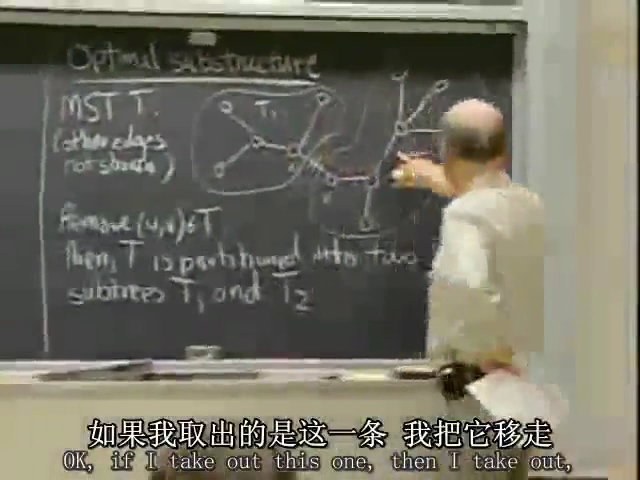 Optimal substructure
MST T.
(other edges
not shown)
T₁
Remove (u,v) ∈ T
Then, T is partitioned into two
subtrees T₁ and T₂
如果我取出的是这一条 我把它移走
OK, if I take out this one, then I take out,